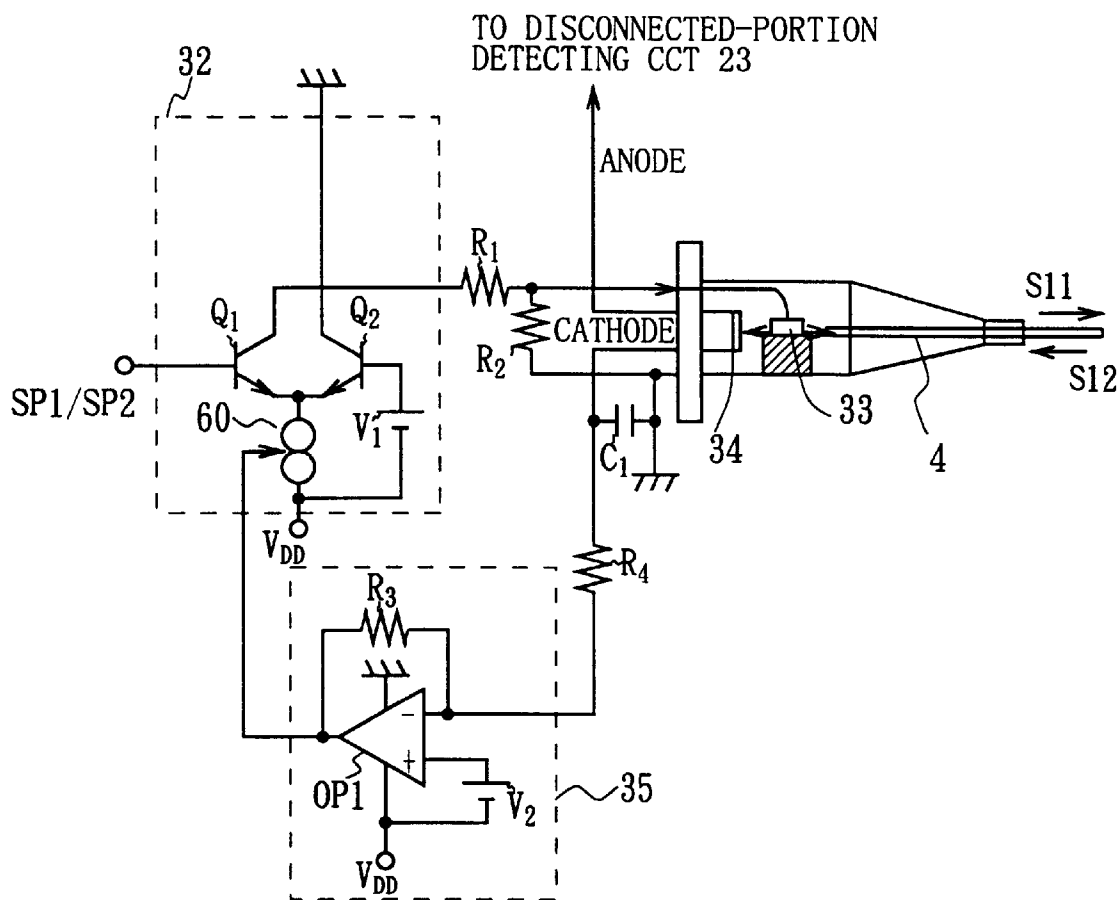 TO DISCONNECTED-PORTION
DETECTING CCT 23
32
ANODE
R1
S11
Q1
Q2
CATHODE
R2
S12
SP1/SP2
60
V1
33
C1
34
4
VDD
R4
R3
-
+
OP1
V2
35
VDD